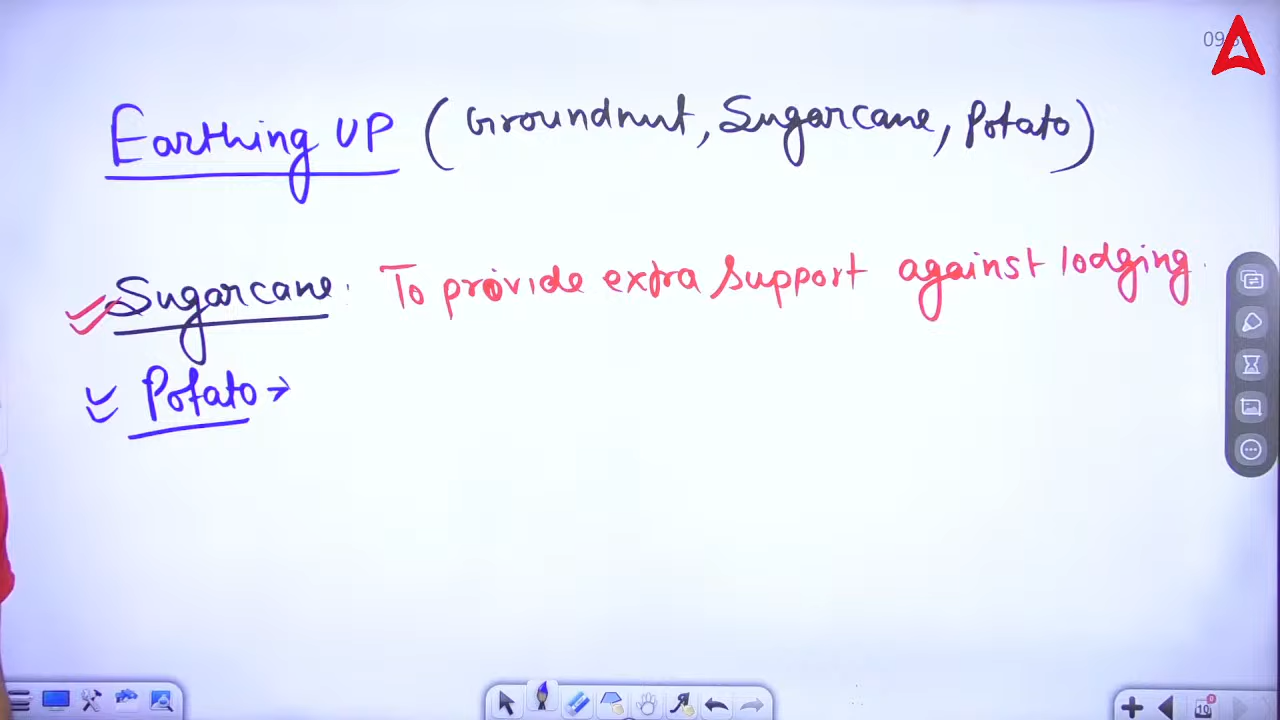 Earthing UP (Groundnut, Sugarcane, Potato)
Sugarcane: To provide extra support against lodging.
Potato →